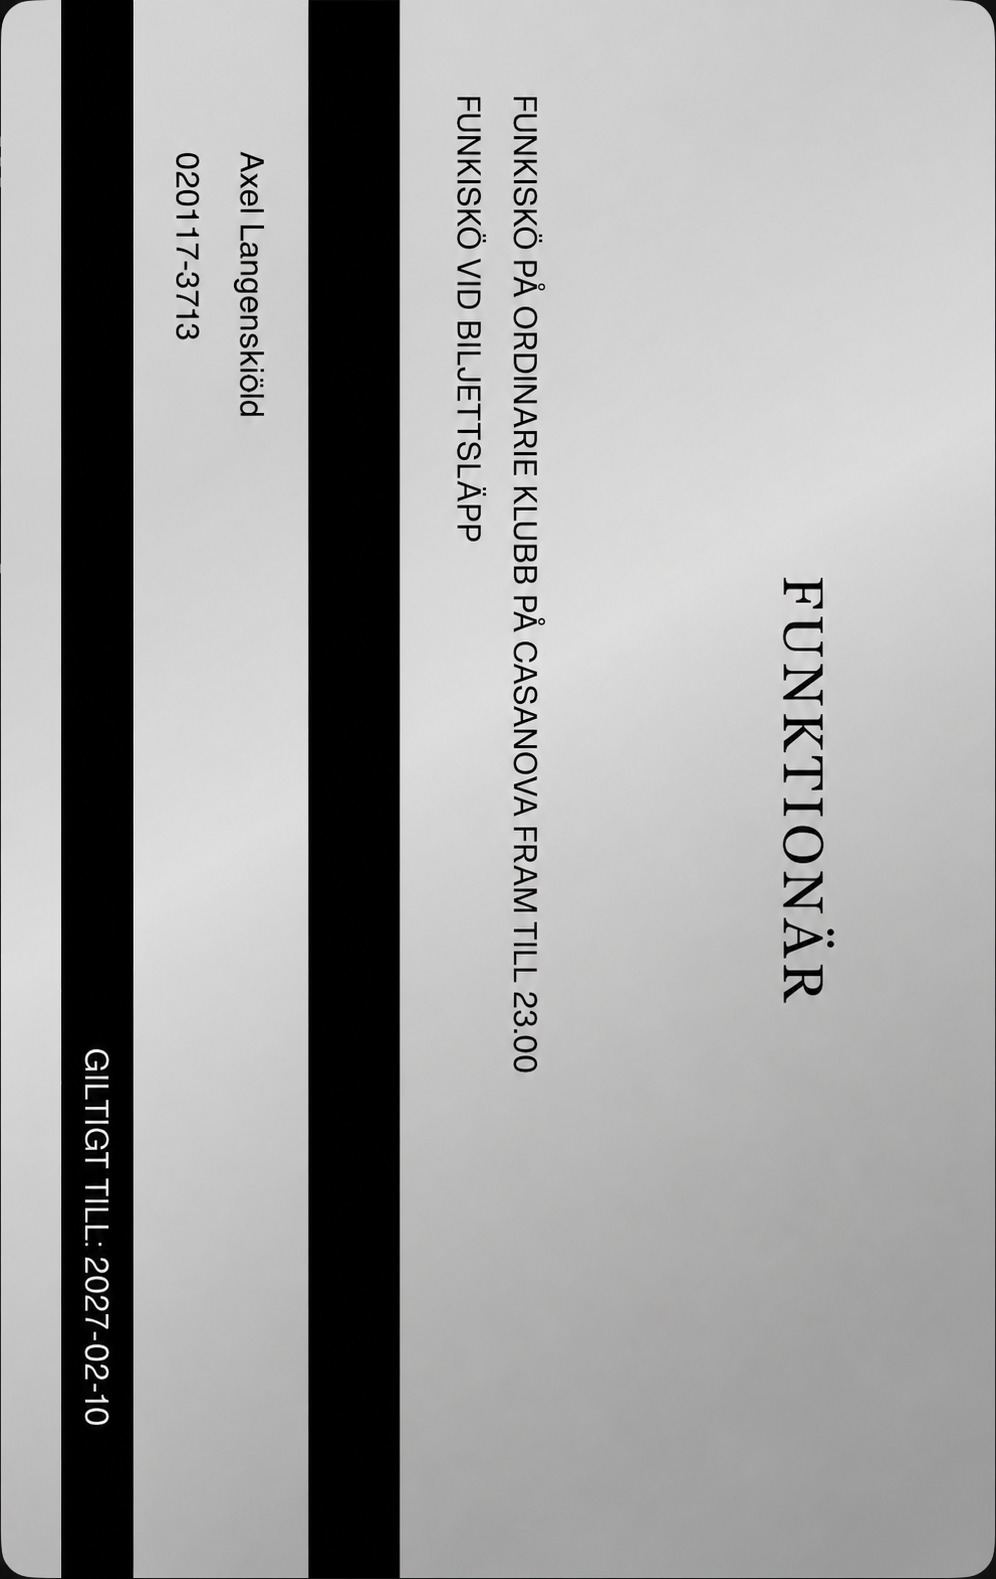 FUNKTIONÄR
FUNKISKÖ PÅ ORDINARIE KLUBB PÅ CASANOVA FRAM TILL 23.00
FUNKISKÖ VID BILJETTSLÄPP
Axel Langenskiöld
020117-3713
GILTIGT TILL: 2027-02-10